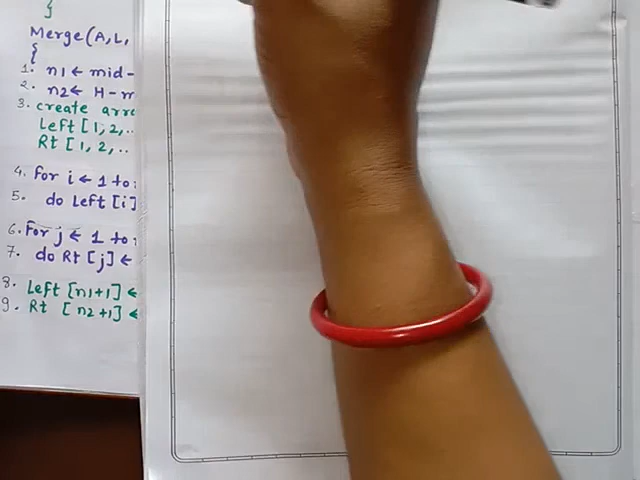 }
Merge(A, L,
{
1. n1 ← mid-
2. n2 ← H-m
3. create arra
Left [1, 2, ..
Rt [1, 2, ..
4. for i ← 1 to
5. do Left [i]
6. For j ← 1 to
7. do Rt [j] ←
8. Left [n1+1] ←
9. Rt [n2+1] ←